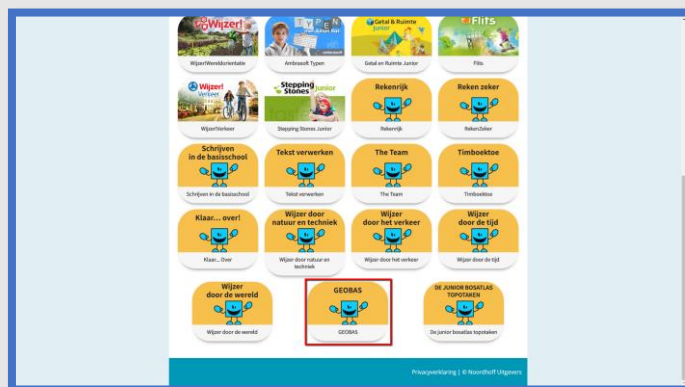 Wijzer!
Wijzer!Wereldoriëntatie
TYPEN
Ambrasoft Typen
Getal & Ruimte
junior
Getal en Ruimte Junior
Flits
Flits
Wijzer!
Verkeer
Wijzer!Verkeer
Stepping
Stones junior
Stepping Stones Junior
Rekenrijk
Rekenrijk
Reken zeker
RekenZeker
Schrijven
in de basisschool
Schrijven in de basisschool
Tekst verwerken
Tekst verwerken
The Team
The Team
Timboektoe
Timboektoe
Klaar... over!
Klaar... Over
Wijzer door
natuur en techniek
Wijzer door natuur en
techniek
Wijzer
door het verkeer
Wijzer door het verkeer
Wijzer
door de tijd
Wijzer door de tijd
Wijzer
door de wereld
Wijzer door de wereld
GEOBAS
GEOBAS
DE JUNIOR BOSATLAS
TOPOTAKEN
De junior bosatlas topotaken
Privacyverklaring | © Noordhoff Uitgevers